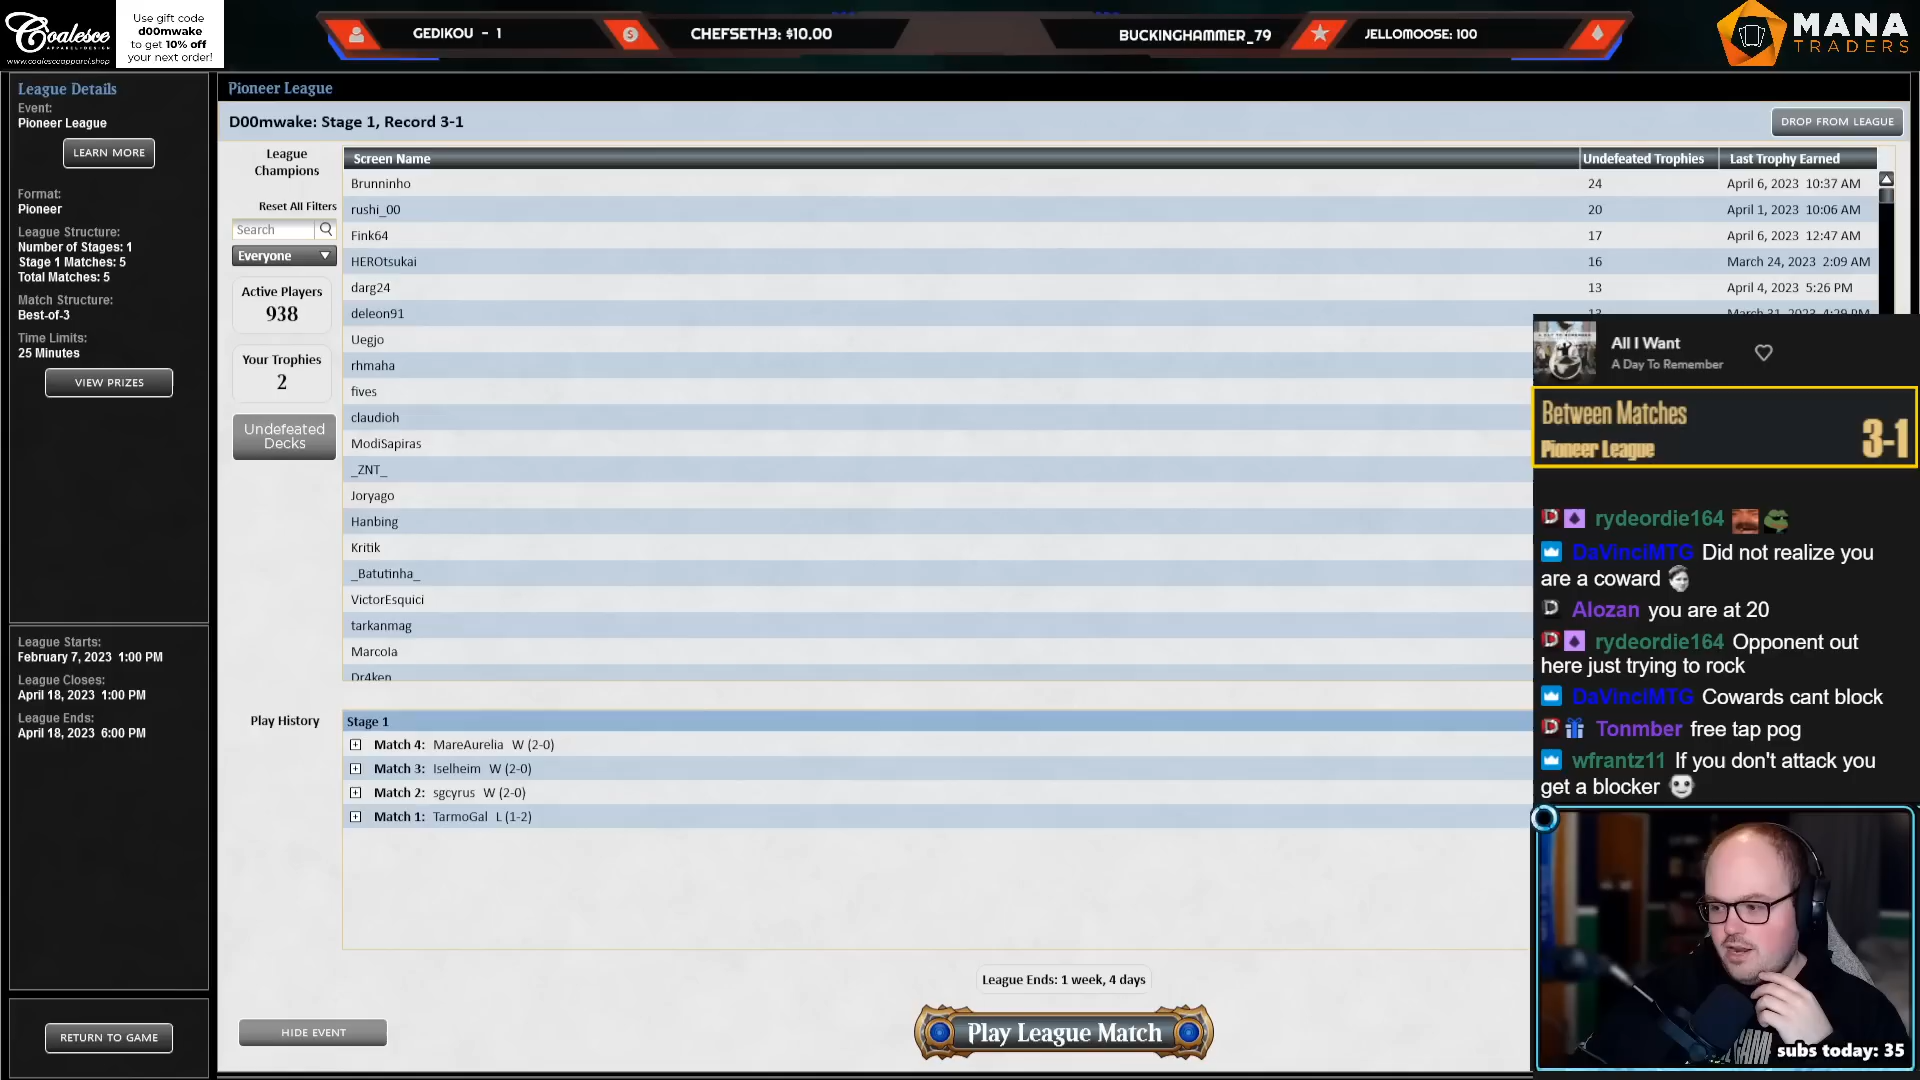 Coalesce
APPAREL+DESIGN
www.coalesceapparel.shop
Use gift code
d00mwake
to get 10% off
your next order!
GEDIKOU - 1
CHEFSETH3: $10.00
BUCKINGHAMMER_79
JELLOMOOSE: 100
MANA
TRADERS
League Details
Event:
Pioneer League
LEARN MORE
Format:
Pioneer
League Structure:
Number of Stages: 1
Stage 1 Matches: 5
Total Matches: 5
Match Structure:
Best-of-3
Time Limits:
25 Minutes
VIEW PRIZES
League Starts:
February 7, 2023 1:00 PM
League Closes:
April 18, 2023 1:00 PM
League Ends:
April 18, 2023 6:00 PM
RETURN TO GAME
Pioneer League
D00mwake: Stage 1, Record 3-1
DROP FROM LEAGUE
League
Champions
Reset All Filters
Search
Everyone
Active Players
938
Your Trophies
2
Undefeated
Decks
Screen Name Undefeated Trophies Last Trophy Earned
Brunninho 24 April 6, 2023 10:37 AM
rushi_00 20 April 1, 2023 10:06 AM
Fink64 17 April 6, 2023 12:47 AM
HEROtsukai 16 March 24, 2023 2:09 AM
darg24 13 April 4, 2023 5:26 PM
deleon91 13 March 31, 2023 4:29 PM
Uegjo
rhmaha
fives
claudioh
ModiSapiras
_ZNT_
Joryago
Hanbing
Kritik
_Batutinha_
VictorEsquici
tarkanmag
Marcola
Dr4ken
Play History
Stage 1
Match 4: MareAurelia W (2-0)
Match 3: Iselheim W (2-0)
Match 2: sgcyrus W (2-0)
Match 1: TarmoGal L (1-2)
League Ends: 1 week, 4 days
HIDE EVENT
Play League Match
All I Want
A Day To Remember
Between Matches
Pioneer League
3-1
rydeordie164
DaVinciMTG Did not realize you
are a coward
Alozan you are at 20
rydeordie164 Opponent out
here just trying to rock
DaVinciMTG Cowards cant block
Tonmber free tap pog
wfrantz11 If you don't attack you
get a blocker
subs today: 35